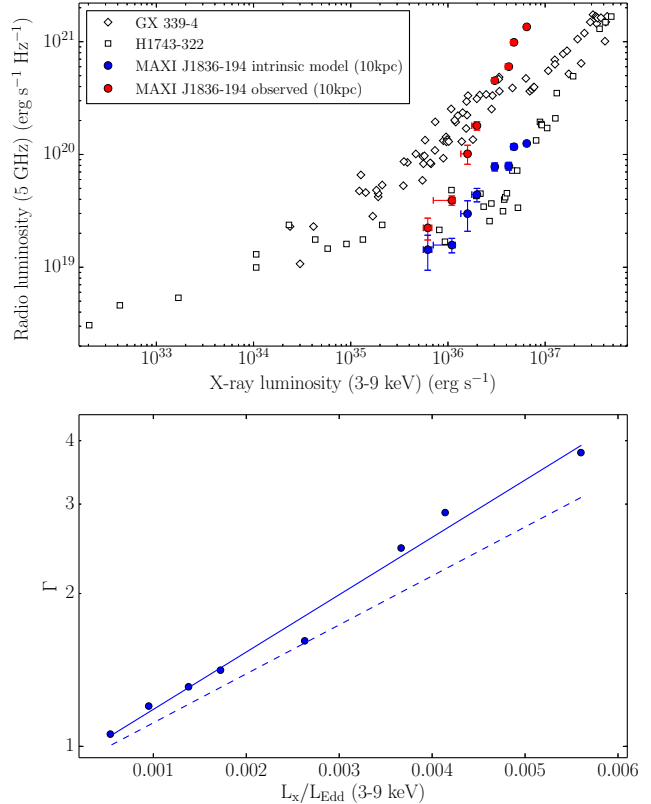 GX 339-4
H1743-322
MAXI J1836-194 intrinsic model (10kpc)
MAXI J1836-194 observed (10kpc)
Radio luminosity (5 GHz) (erg s⁻¹ Hz⁻¹)
10²¹
10²⁰
10¹⁹
10³³ 10³⁴ 10³⁵ 10³⁶ 10³⁷
X-ray luminosity (3-9 keV) (erg s⁻¹)
Γ
4
3
2
1
0.001 0.002 0.003 0.004 0.005 0.006
Lₓ/L_Edd (3-9 keV)